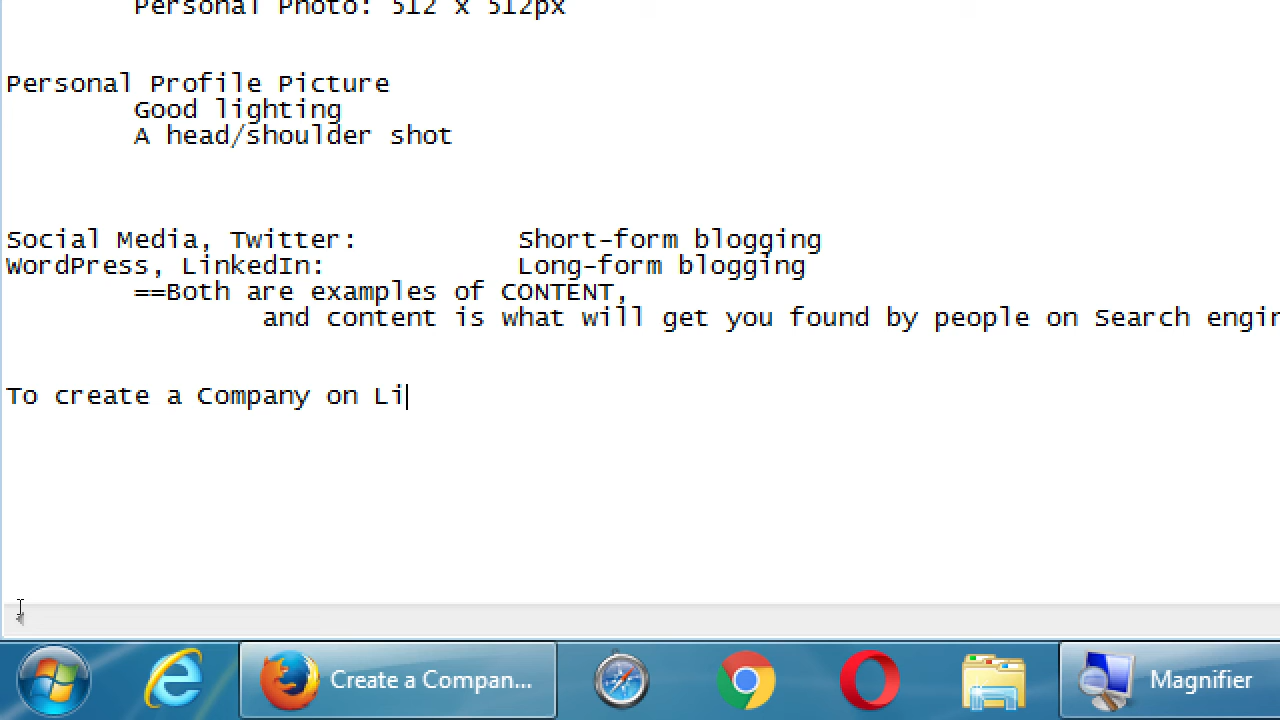 Personal Photo: 512 x 512px
Personal Profile Picture
Good lighting
A head/shoulder shot
Social Media, Twitter: Short-form blogging
WordPress, LinkedIn: Long-form blogging
==Both are examples of CONTENT,
and content is what will get you found by people on Search engin
To create a Company on Li
Create a Compan...
Magnifier